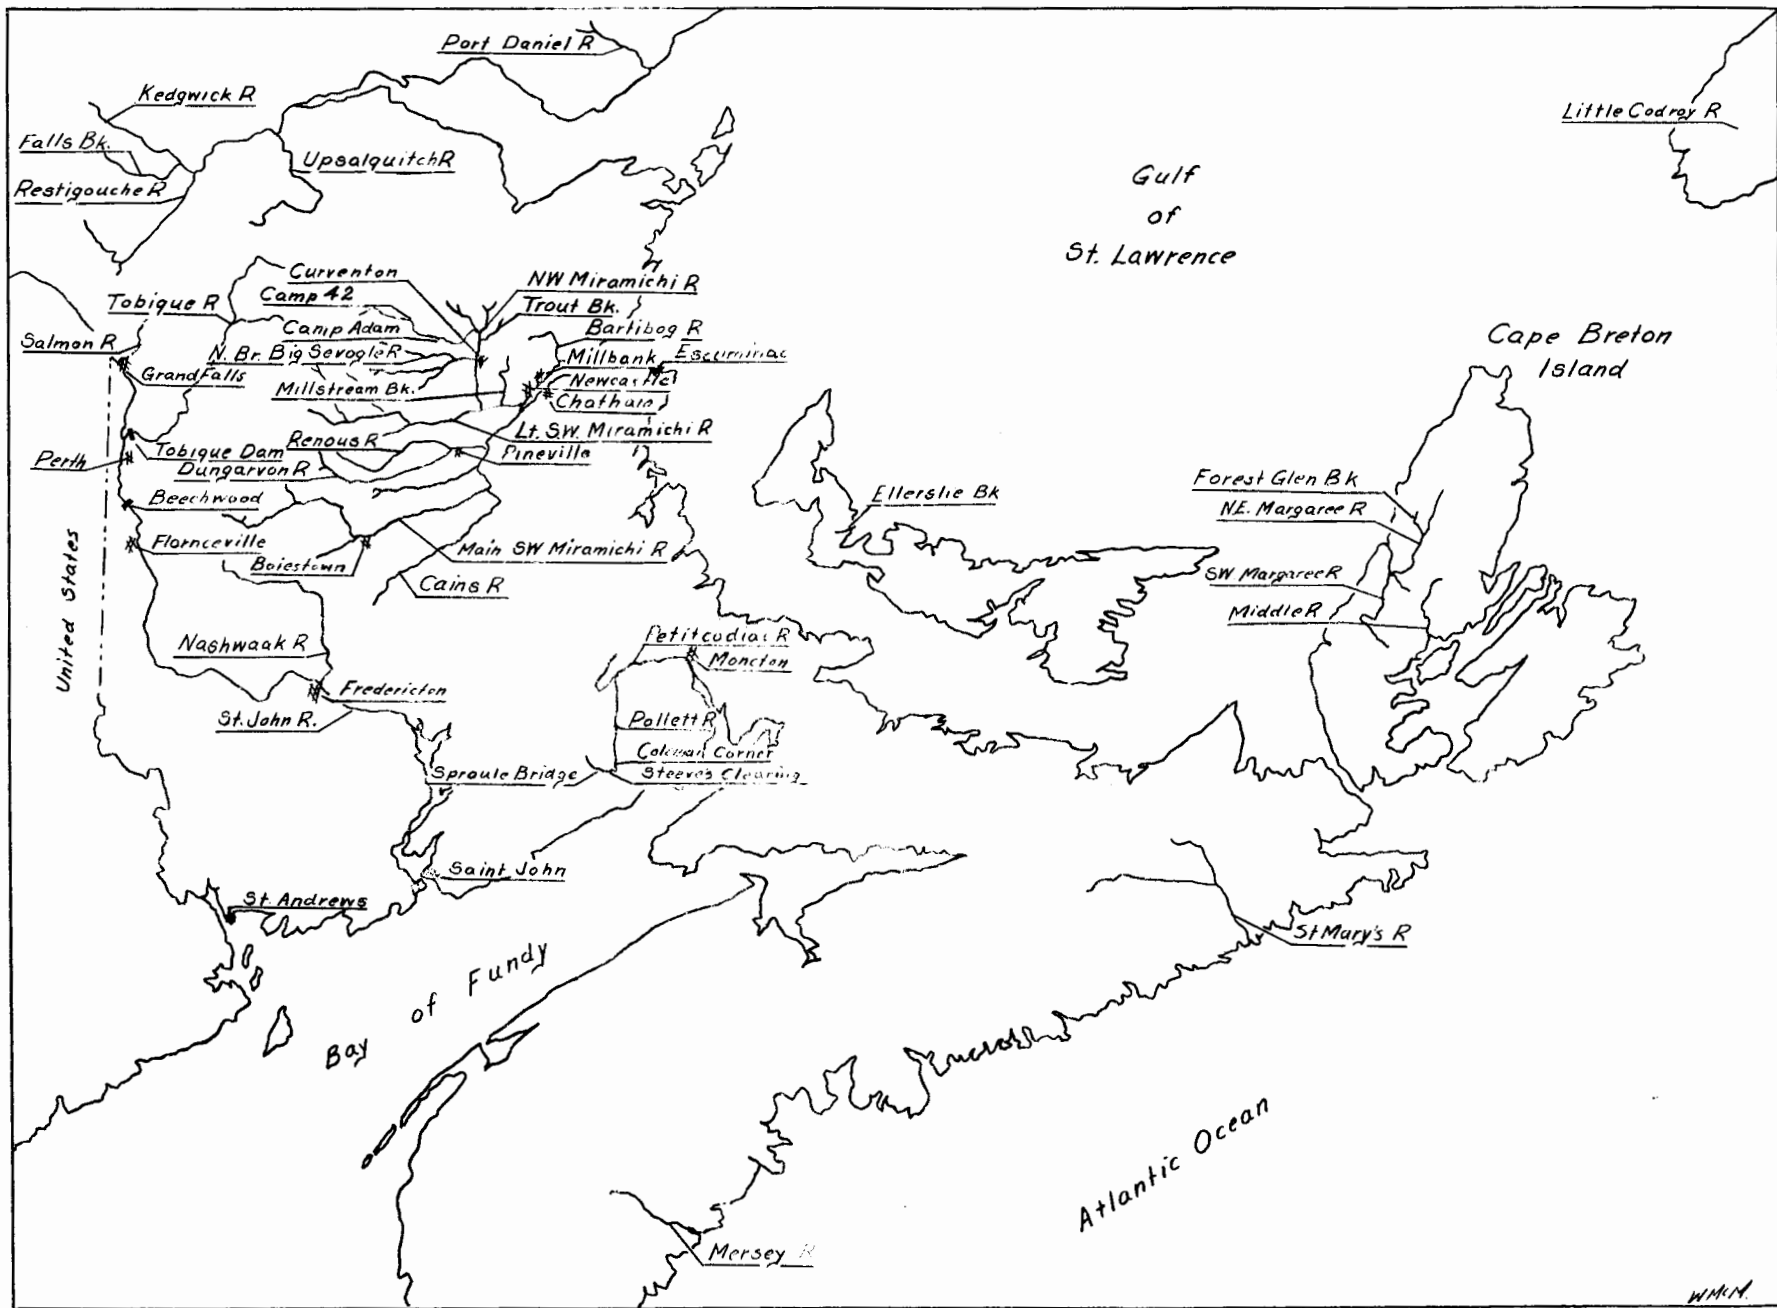 Port Daniel R
Kedgwick R
Little Codroy R
Falls Bk.
Upsalquitch R
Restigouche R
Gulf
of
St. Lawrence
Curventon
NW Miramichi R
Camp 42
Tobique R
Trout Bk.
Camp Adam
Bartibog R
Salmon R
N. Br. Big Sevogle R
Millbank
Escuminac
Grand Falls
Millstream Bk.
Newcastle
Chatham
Cape Breton
Island
Lt. S.W. Miramichi R
Renous R
Perth
Tobique Dam
Pineville
Dungarvon R
Beechwood
Ellerslie Bk
Forest Glen Bk
N.E. Margaree R
Flornceville
Main SW Miramichi R
Boiestown
Cains R
SW Margaree R
Middle R
United States
Nashwaak R
Petitcodiac R
Moncton
Fredericton
St. John R.
Pollett R
Coleman Corner
Sproule Bridge
Steeve's Clearing
Saint John
St. Andrews
St Mary's R
Bay of Fundy
Atlantic Ocean
Mersey R
WMcM.